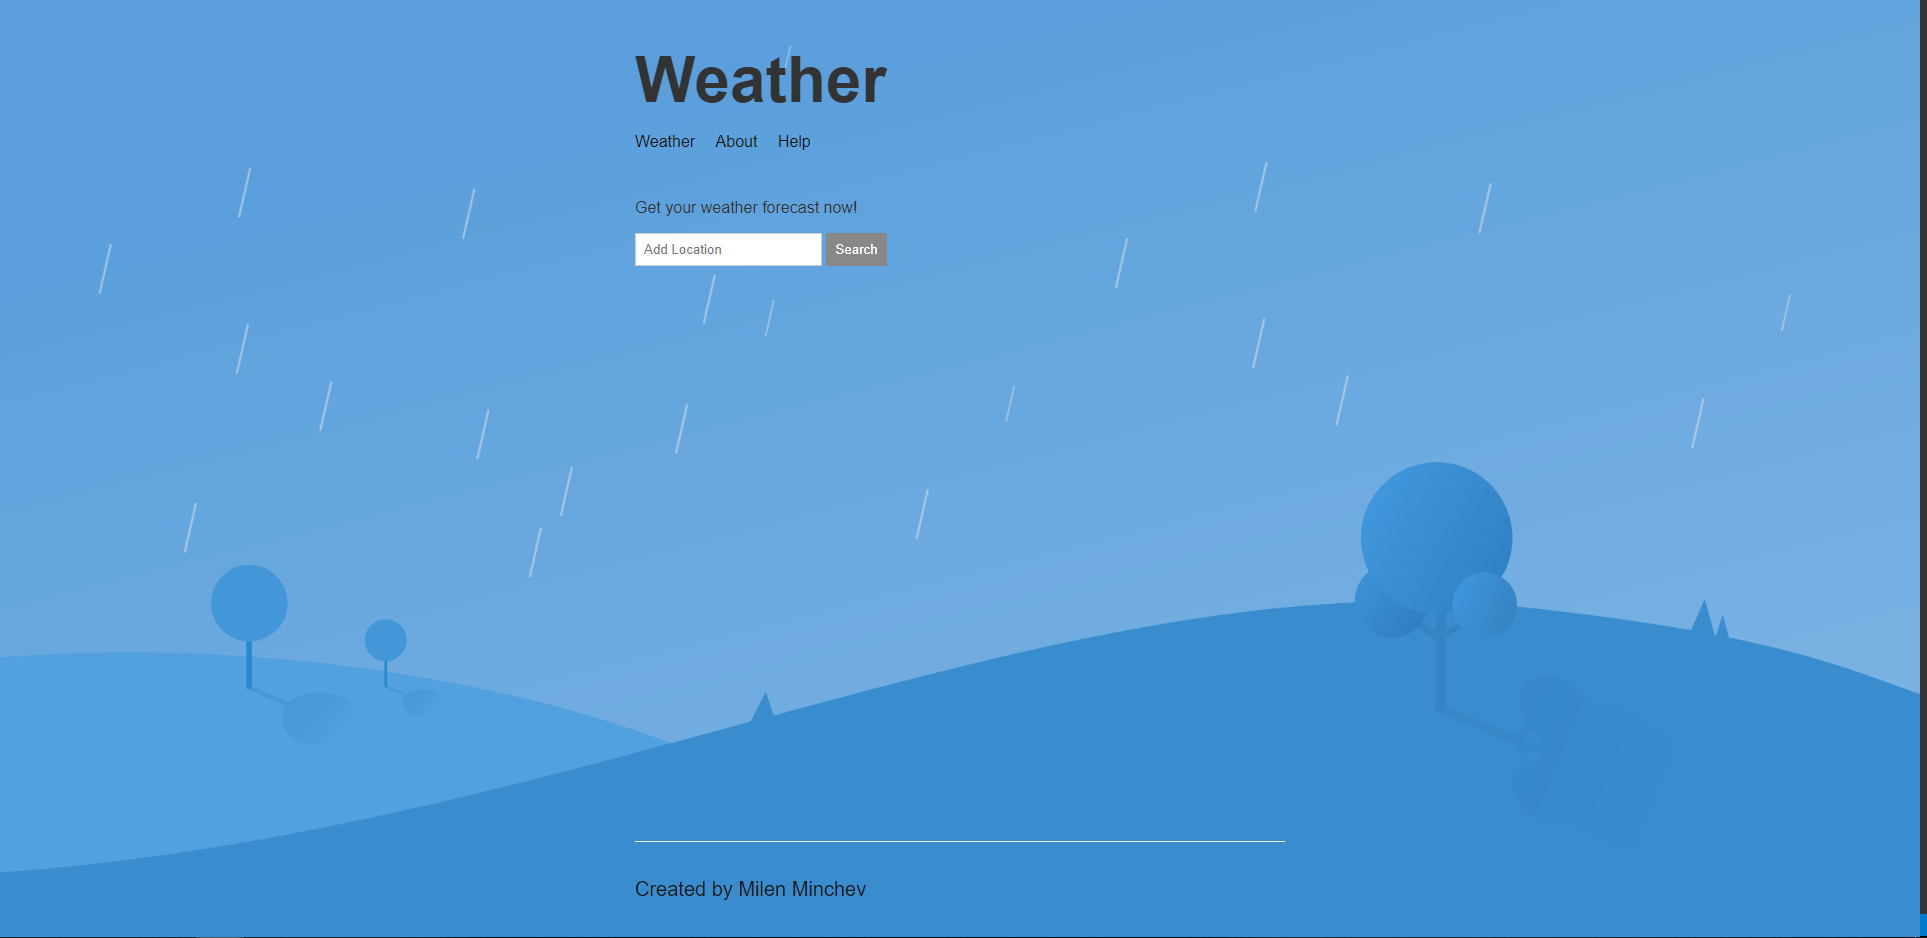 Weather
Weather About Help
Get your weather forecast now!
Add Location Search
Created by Milen Minchev